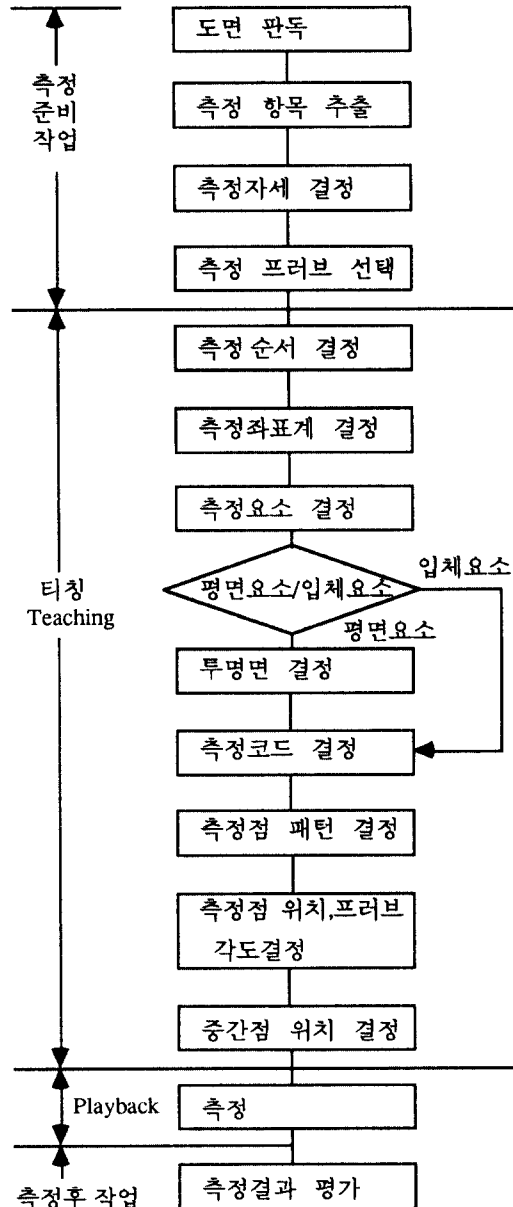 도면 판독
측정
준비
작업
측정 항목 추출
측정자세 결정
측정 프러브 선택
측정 순서 결정
측정좌표계 결정
측정요소 결정
입체요소
평면요소/입체요소
평면요소
티칭
Teaching
투명면 결정
측정코드 결정
측정점 패턴 결정
측정점 위치,프러브
각도결정
중간점 위치 결정
Playback
측정
측정후 작업
측정결과 평가